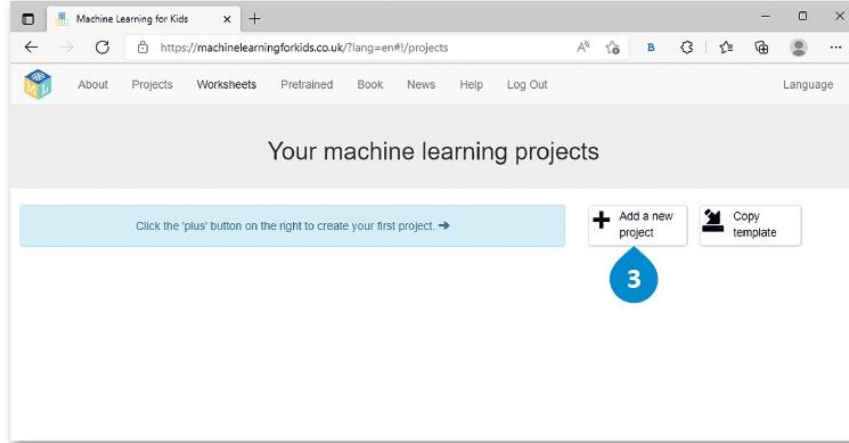 Machine Learning for Kids
https://machinelearningforkids.co.uk/?lang=en#!/projects
About Projects Worksheets Pretrained Book News Help Log Out Language
Your machine learning projects
Click the 'plus' button on the right to create your first project.
Add a new
project
Copy
template
3